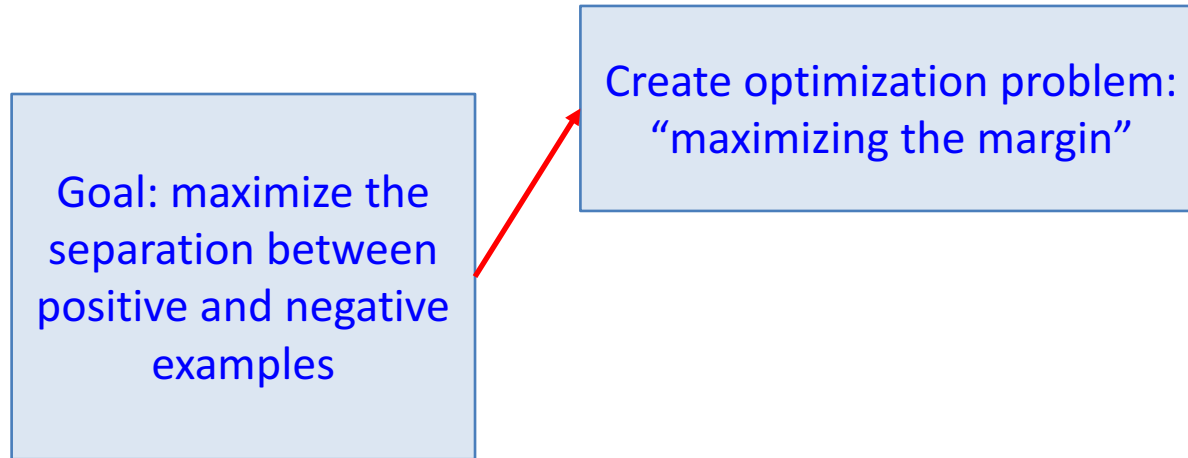 Goal: maximize the
separation between
positive and negative
examples
Create optimization problem:
“maximizing the margin”